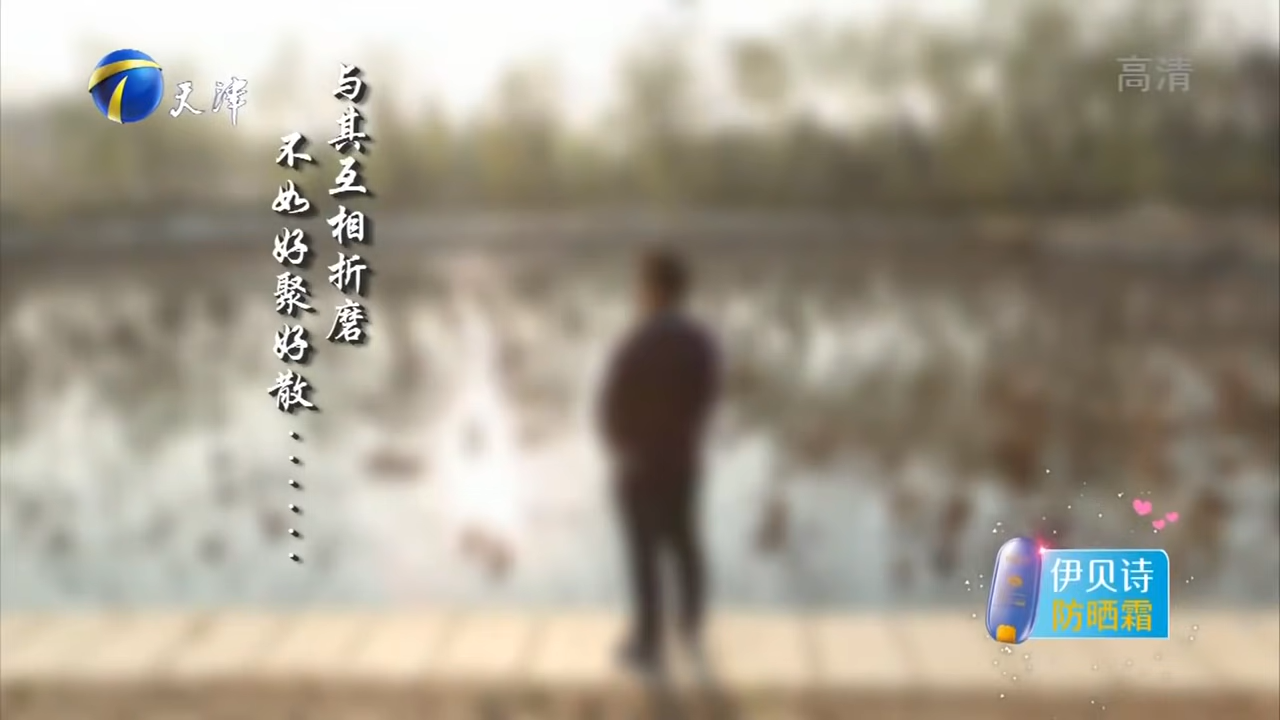 天津
高清
与其互相折磨
不如好聚好散......
伊贝诗
防晒霜